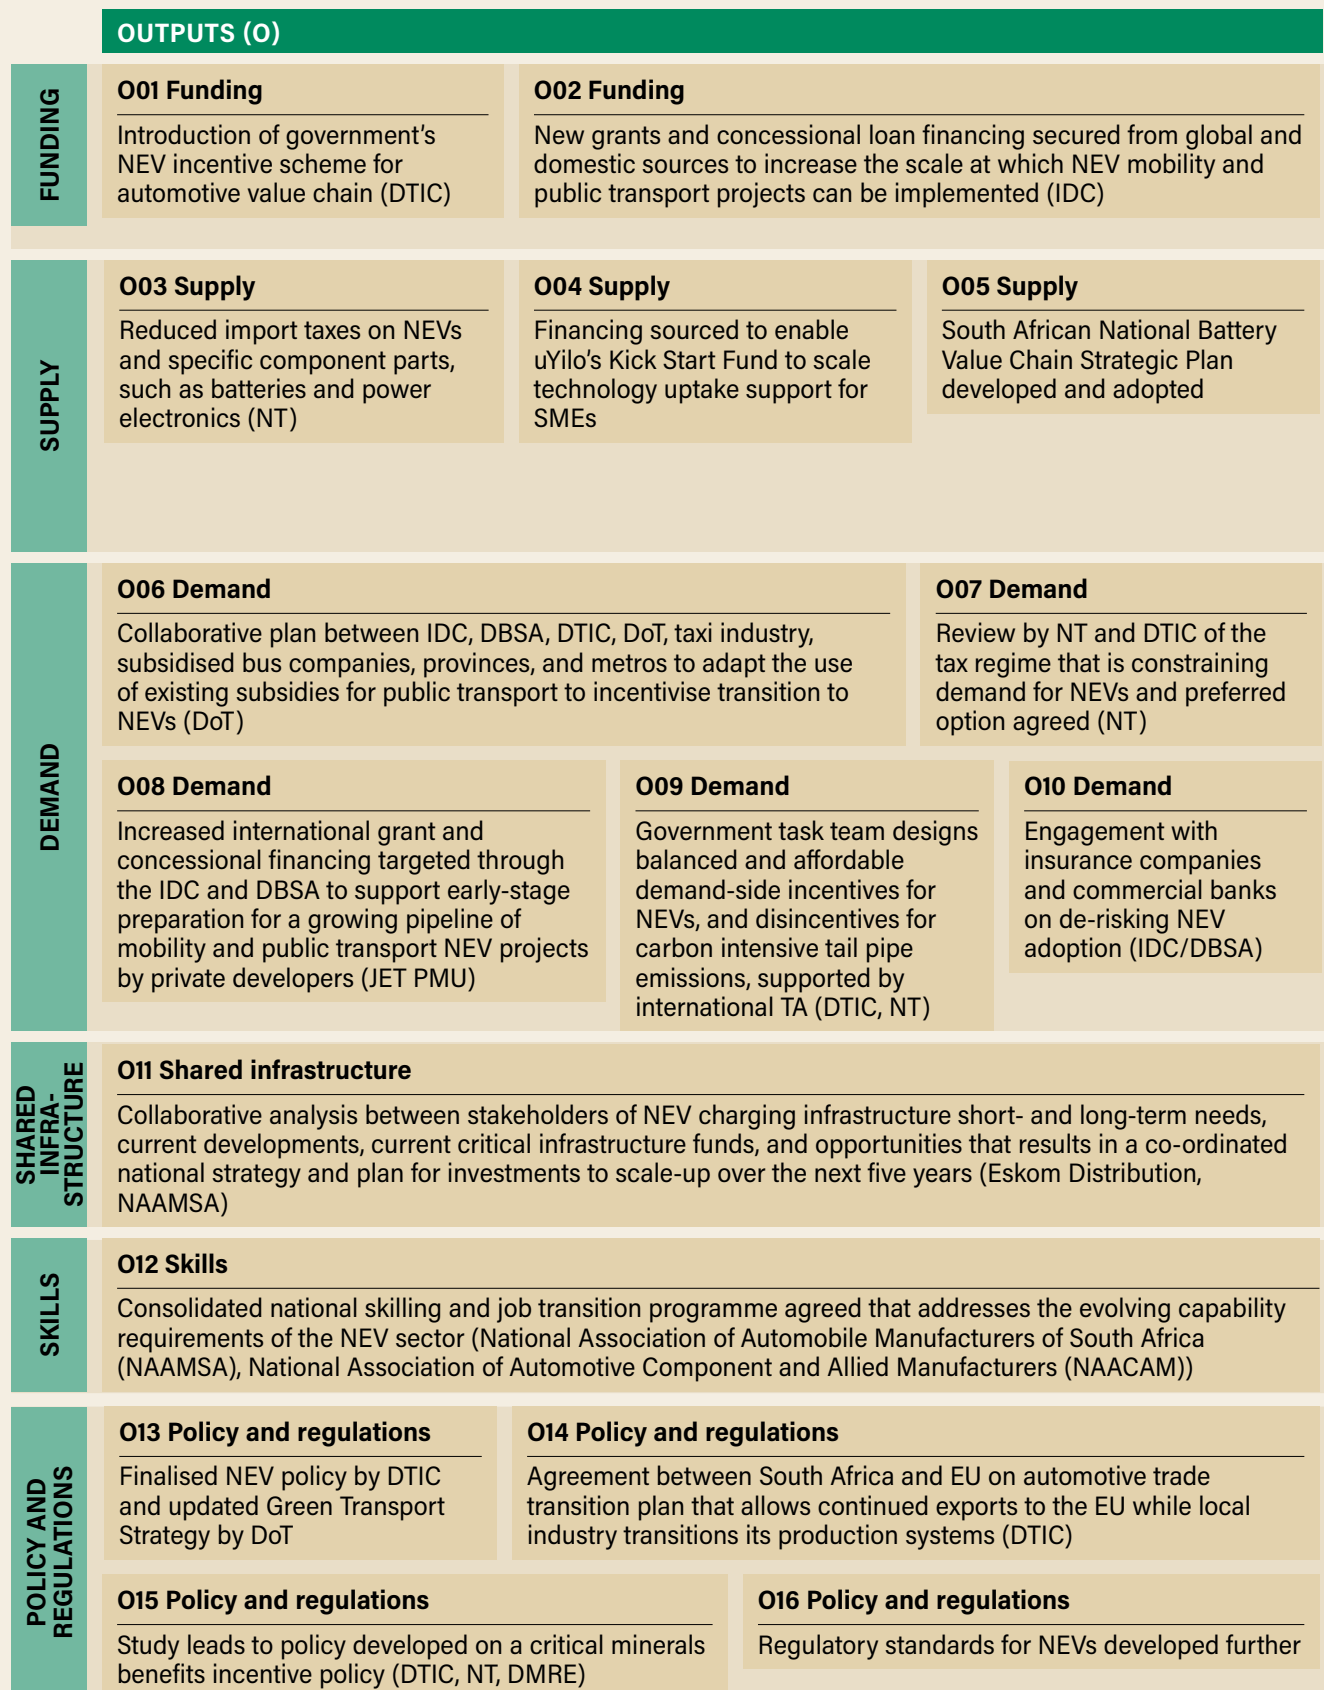 OUTPUTS (O)
FUNDING
O01 Funding
Introduction of government’s
NEV incentive scheme for
automotive value chain (DTIC)
O02 Funding
New grants and concessional loan financing secured from global and
domestic sources to increase the scale at which NEV mobility and
public transport projects can be implemented (IDC)
SUPPLY
O03 Supply
Reduced import taxes on NEVs
and specific component parts,
such as batteries and power
electronics (NT)
O04 Supply
Financing sourced to enable
uYilo’s Kick Start Fund to scale
technology uptake support for
SMEs
O05 Supply
South African National Battery
Value Chain Strategic Plan
developed and adopted
DEMAND
O06 Demand
Collaborative plan between IDC, DBSA, DTIC, DoT, taxi industry,
subsidised bus companies, provinces, and metros to adapt the use
of existing subsidies for public transport to incentivise transition to
NEVs (DoT)
O07 Demand
Review by NT and DTIC of the
tax regime that is constraining
demand for NEVs and preferred
option agreed (NT)
O08 Demand
Increased international grant and
concessional financing targeted through
the IDC and DBSA to support early-stage
preparation for a growing pipeline of
mobility and public transport NEV projects
by private developers (JET PMU)
O09 Demand
Government task team designs
balanced and affordable
demand-side incentives for
NEVs, and disincentives for
carbon intensive tail pipe
emissions, supported by
international TA (DTIC, NT)
O10 Demand
Engagement with
insurance companies
and commercial banks
on de-risking NEV
adoption (IDC/DBSA)
SHARED
INFRA-
STRUCTURE
O11 Shared infrastructure
Collaborative analysis between stakeholders of NEV charging infrastructure short- and long-term needs,
current developments, current critical infrastructure funds, and opportunities that results in a co-ordinated
national strategy and plan for investments to scale-up over the next five years (Eskom Distribution,
NAAMSA)
SKILLS
O12 Skills
Consolidated national skilling and job transition programme agreed that addresses the evolving capability
requirements of the NEV sector (National Association of Automobile Manufacturers of South Africa
(NAAMSA), National Association of Automotive Component and Allied Manufacturers (NAACAM))
POLICY AND
REGULATIONS
O13 Policy and regulations
Finalised NEV policy by DTIC
and updated Green Transport
Strategy by DoT
O14 Policy and regulations
Agreement between South Africa and EU on automotive trade
transition plan that allows continued exports to the EU while local
industry transitions its production systems (DTIC)
O15 Policy and regulations
Study leads to policy developed on a critical minerals
benefits incentive policy (DTIC, NT, DMRE)
O16 Policy and regulations
Regulatory standards for NEVs developed further